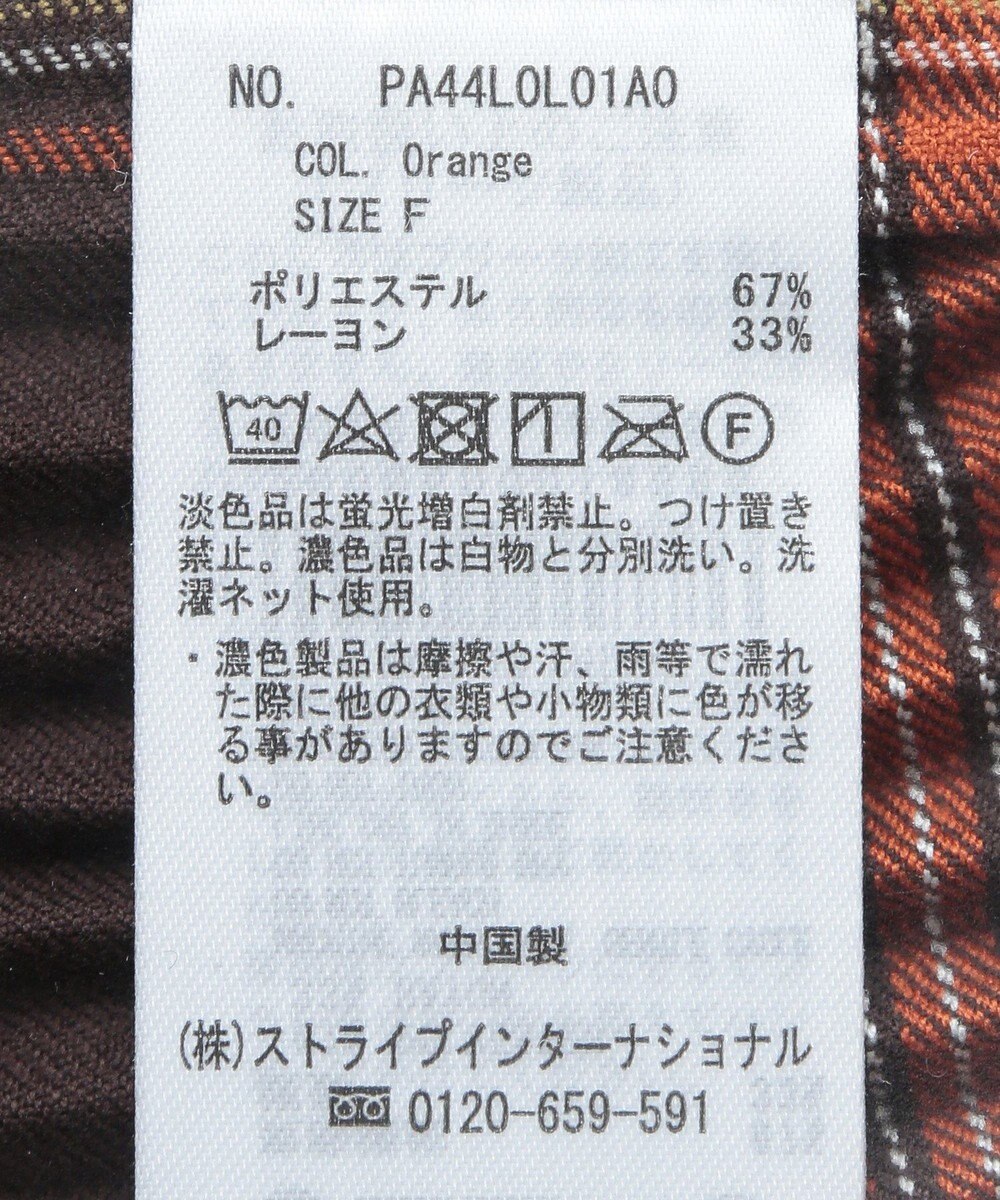 NO. PA44L0L01A0
COL. Orange
SIZE F
ポリエステル 67%
レーヨン 33%
40 F
淡色品は蛍光増白剤禁止。つけ置き
禁止。濃色品は白物と分別洗い。洗
濯ネット使用。
・濃色製品は摩擦や汗、雨等で濡れ
た際に他の衣類や小物類に色が移
る事がありますのでご注意くださ
い。
中国製
(株)ストライプインターナショナル
0120-659-591